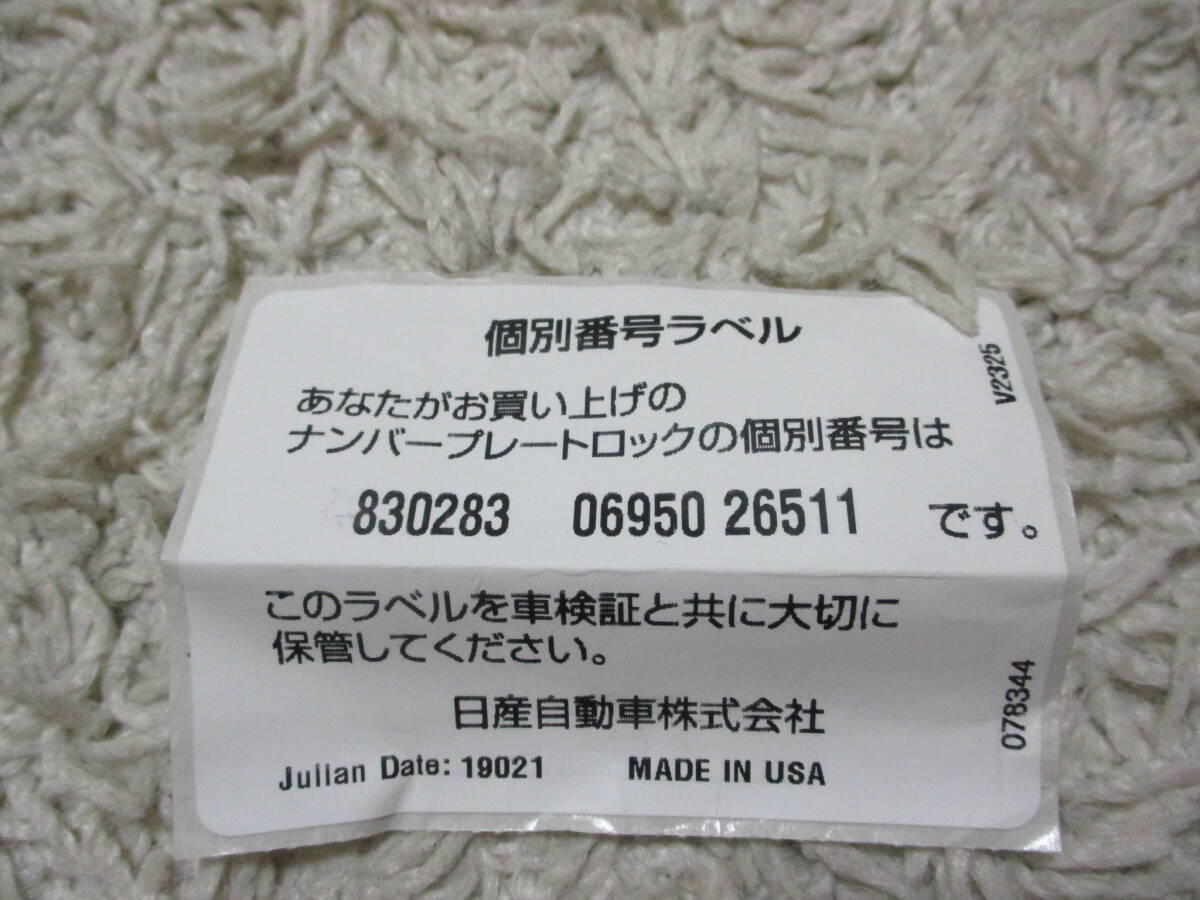 個別番号ラベル
あなたがお買い上げの
ナンバープレートロックの個別番号は
830283 06950 26511 です。
このラベルを車検証と共に大切に
保管してください。
日産自動車株式会社
Julian Date: 19021 MADE IN USA
V2325
078344